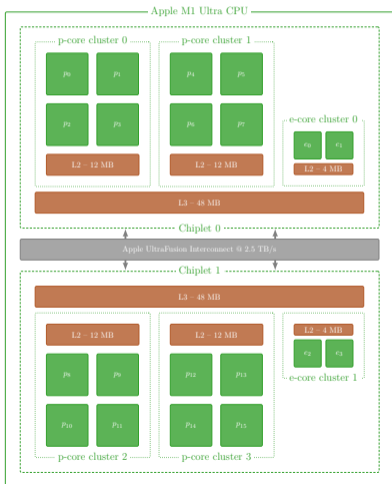 Apple M1 Ultra CPU
p-core cluster 0
p-core cluster 1
p0 p1
p4 p5
p2 p3
p6 p7
L2 – 12 MB
L2 – 12 MB
e-core cluster 0
e0 e1
L2 – 4 MB
L3 – 48 MB
Chiplet 0
Apple UltraFusion Interconnect @ 2.5 TB/s
Chiplet 1
L3 – 48 MB
L2 – 12 MB
L2 – 12 MB
L2 – 4 MB
p8 p9
p12 p13
e2 e3
e-core cluster 1
p10 p11
p14 p15
p-core cluster 2
p-core cluster 3